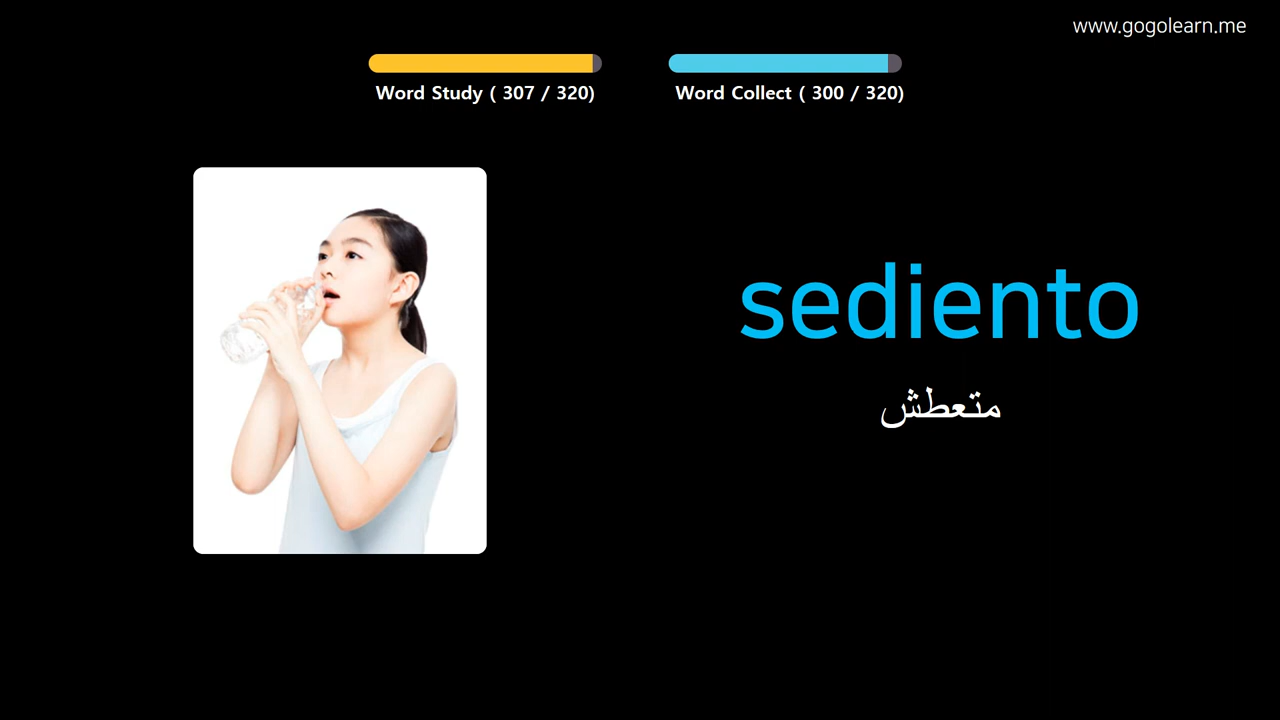 www.gogolearn.me
Word Study ( 307 / 320)
Word Collect ( 300 / 320)
sediento
متعطش